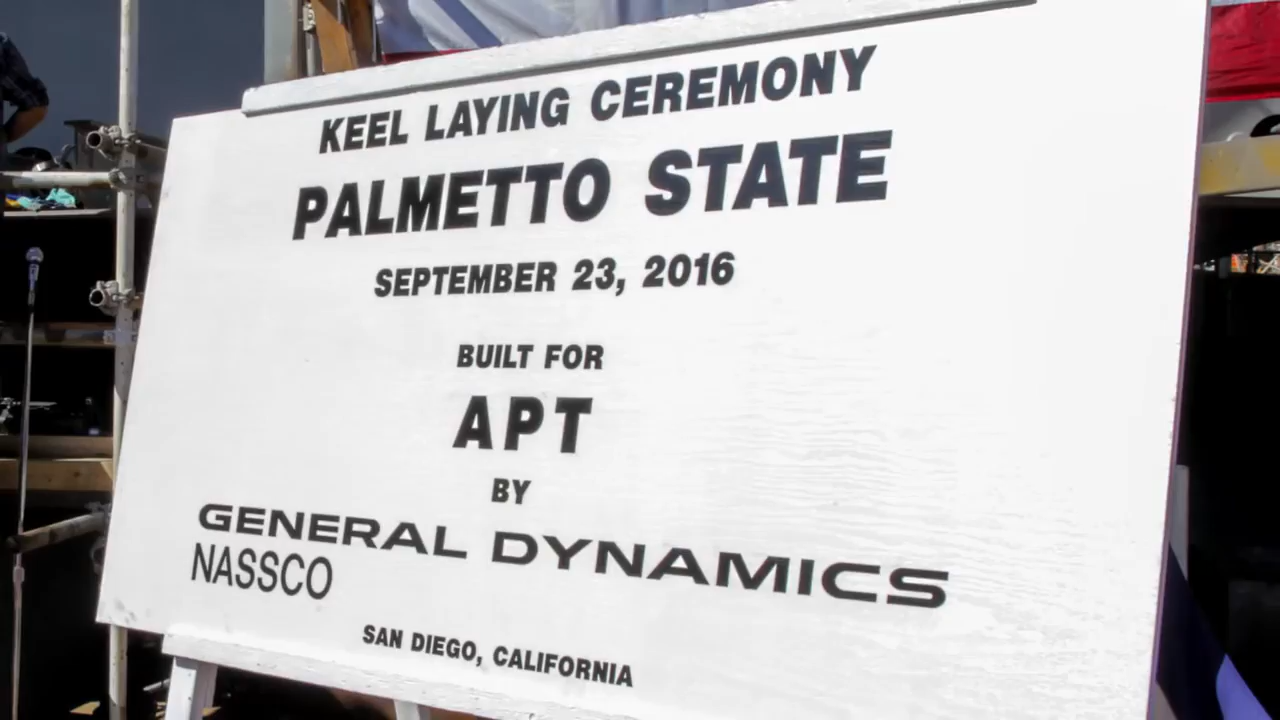 KEEL LAYING CEREMONY
PALMETTO STATE
SEPTEMBER 23, 2016
BUILT FOR
APT
BY
GENERAL DYNAMICS
NASSCO
SAN DIEGO, CALIFORNIA